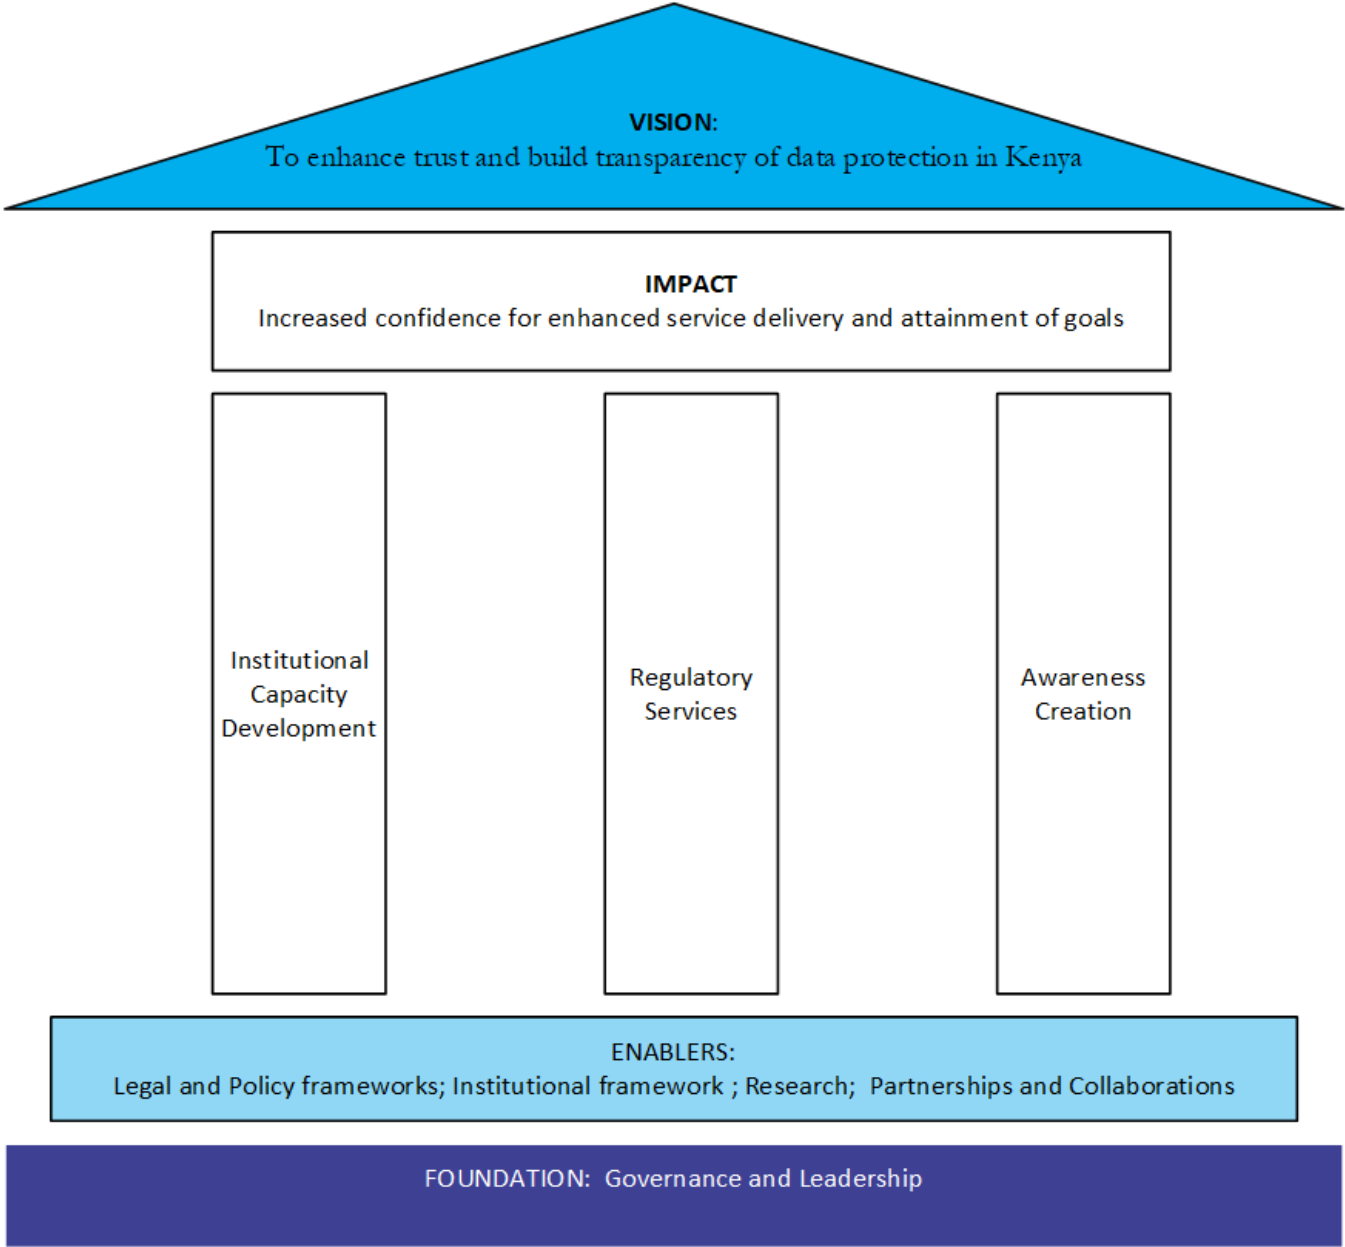 VISION:
To enhance trust and build transparency of data protection in Kenya
IMPACT
Increased confidence for enhanced service delivery and attainment of goals
Institutional
Capacity
Development
Regulatory
Services
Awareness
Creation
ENABLERS:
Legal and Policy frameworks; Institutional framework ; Research;  Partnerships and Collaborations
FOUNDATION:  Governance and Leadership